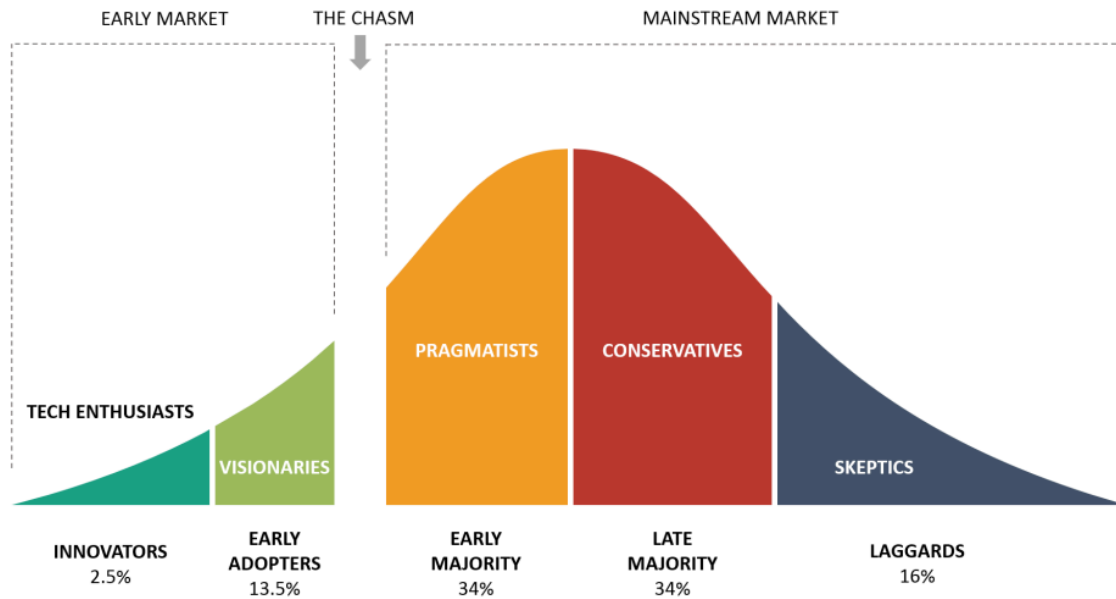 EARLY MARKET
THE CHASM
MAINSTREAM MARKET
PRAGMATISTS
CONSERVATIVES
TECH ENTHUSIASTS
VISIONARIES
SKEPTICS
INNOVATORS
2.5%
EARLY
ADOPTERS
13.5%
EARLY
MAJORITY
34%
LATE
MAJORITY
34%
LAGGARDS
16%